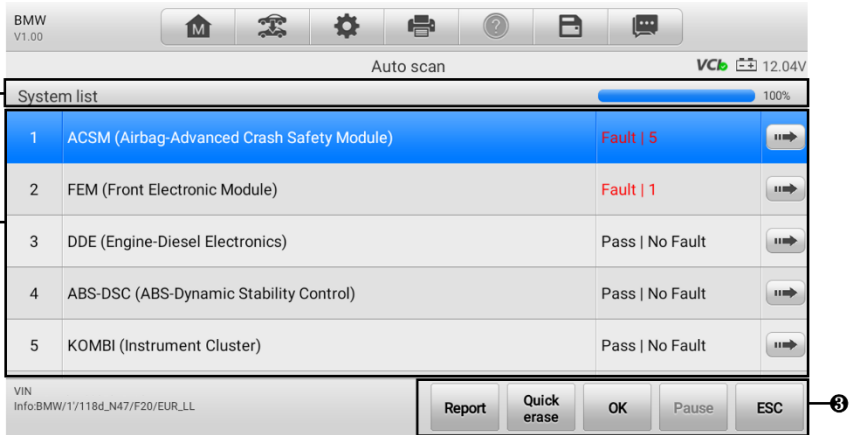 BMW
V1.00
M
?
Auto scan
VCI 12.04V
System list 100%
1 ACSM (Airbag-Advanced Crash Safety Module) Fault | 5
2 FEM (Front Electronic Module) Fault | 1
3 DDE (Engine-Diesel Electronics) Pass | No Fault
4 ABS-DSC (ABS-Dynamic Stability Control) Pass | No Fault
5 KOMBI (Instrument Cluster) Pass | No Fault
VIN
Info:BMW/1'/118d_N47/F20/EUR_LL
Report Quick erase OK Pause ESC
❸